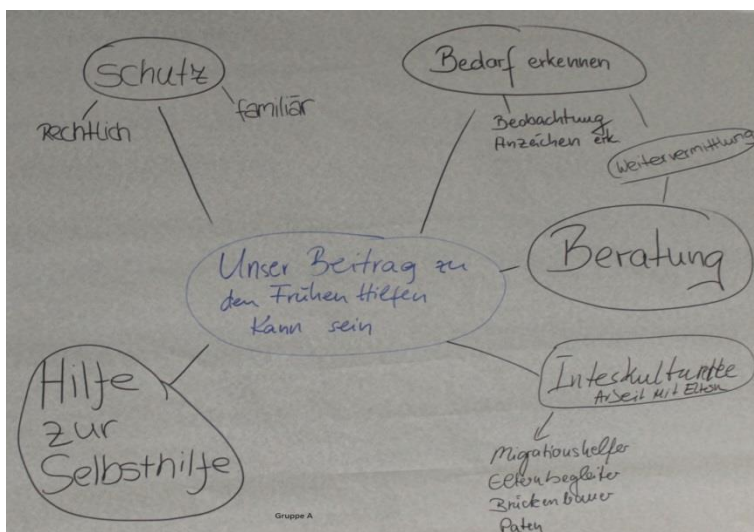 Schutz
Rechtlich
familiär
Bedarf erkennen
Beobachtung
Anzeichen erk.
Weitervermittlung
Beratung
Unser Beitrag zu
den Frühen Hilfen
Kann sein
Hilfe
zur
Selbsthilfe
Arbeit Mit Eltern
Migrationshelfer
Elternbegleiter
Brückenbauer
Paten
Gruppe A